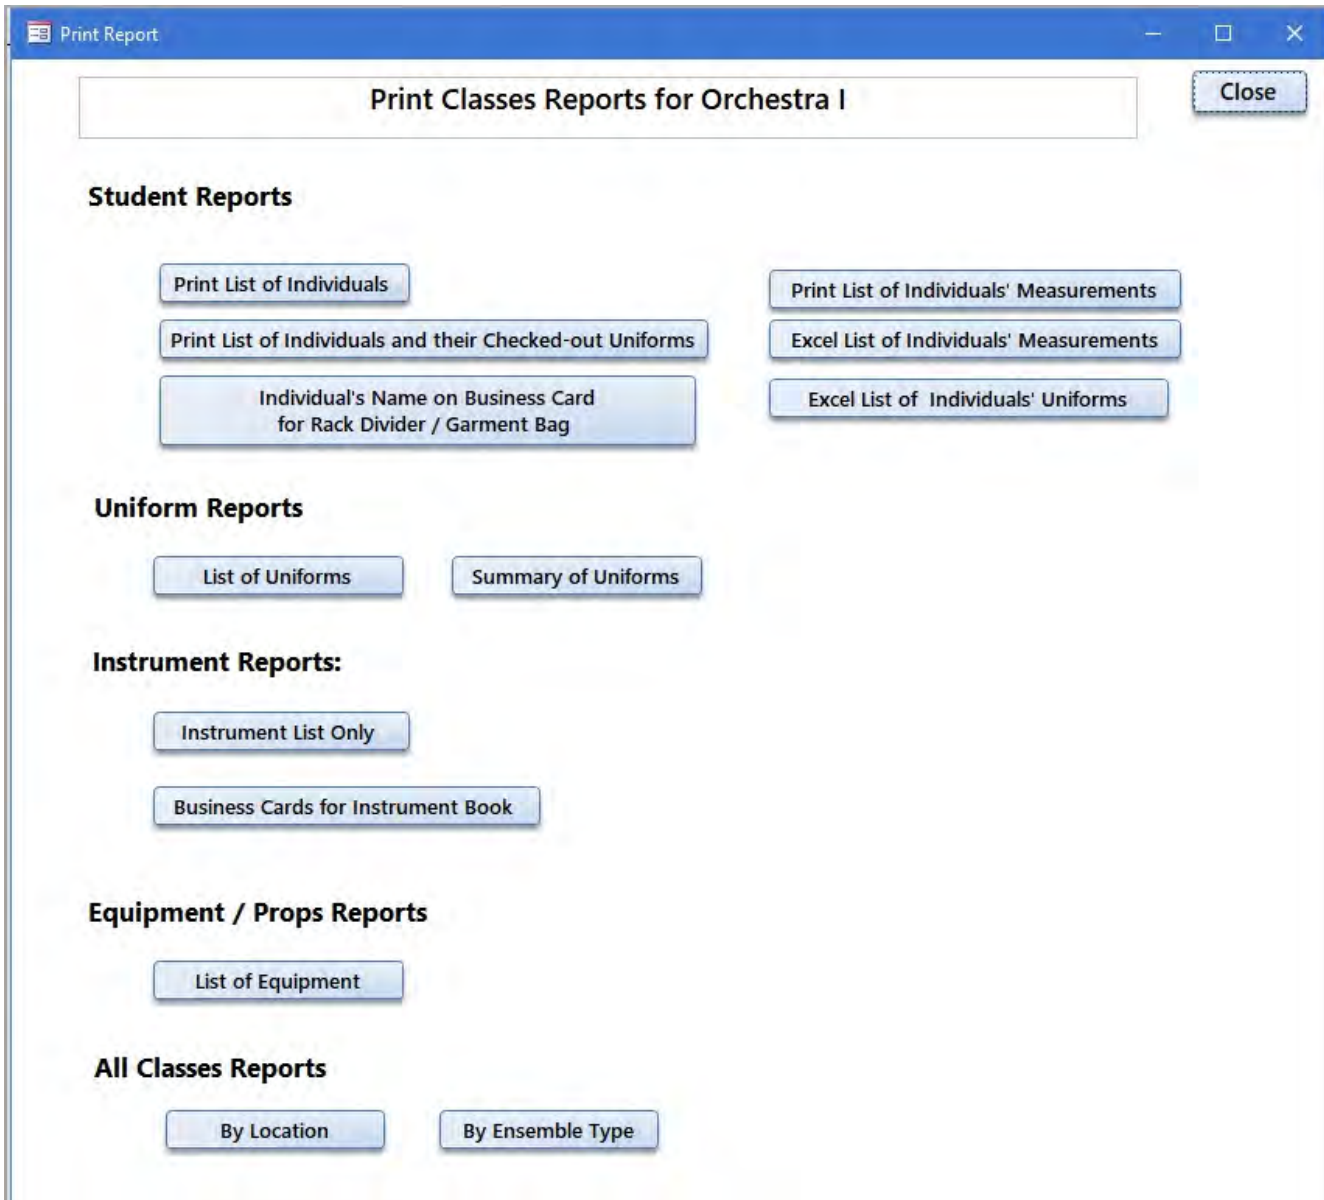 Print Report
Print Classes Reports for Orchestra I
Close
Student Reports
Print List of Individuals
Print List of Individuals' Measurements
Print List of Individuals and their Checked-out Uniforms
Excel List of Individuals' Measurements
Individual's Name on Business Card
for Rack Divider / Garment Bag
Excel List of  Individuals' Uniforms
Uniform Reports
List of Uniforms
Summary of Uniforms
Instrument Reports:
Instrument List Only
Business Cards for Instrument Book
Equipment / Props Reports
List of Equipment
All Classes Reports
By Location
By Ensemble Type